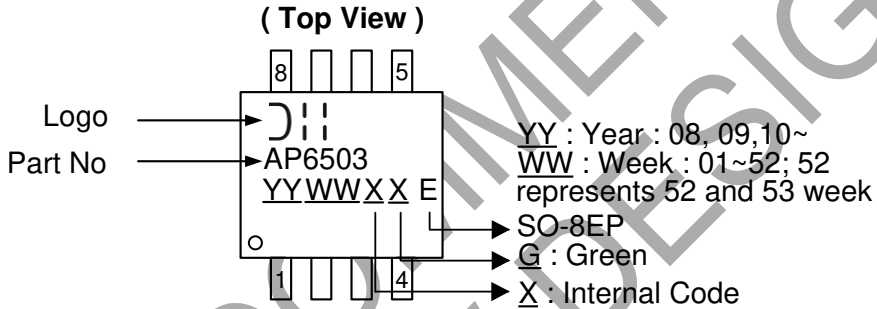 ( Top View )
8 5
Logo
Part No
AP6503
YYWWXX E
1 4
YY : Year : 08, 09,10~
WW : Week : 01~52; 52
represents 52 and 53 week
SO-8EP
G : Green
X : Internal Code